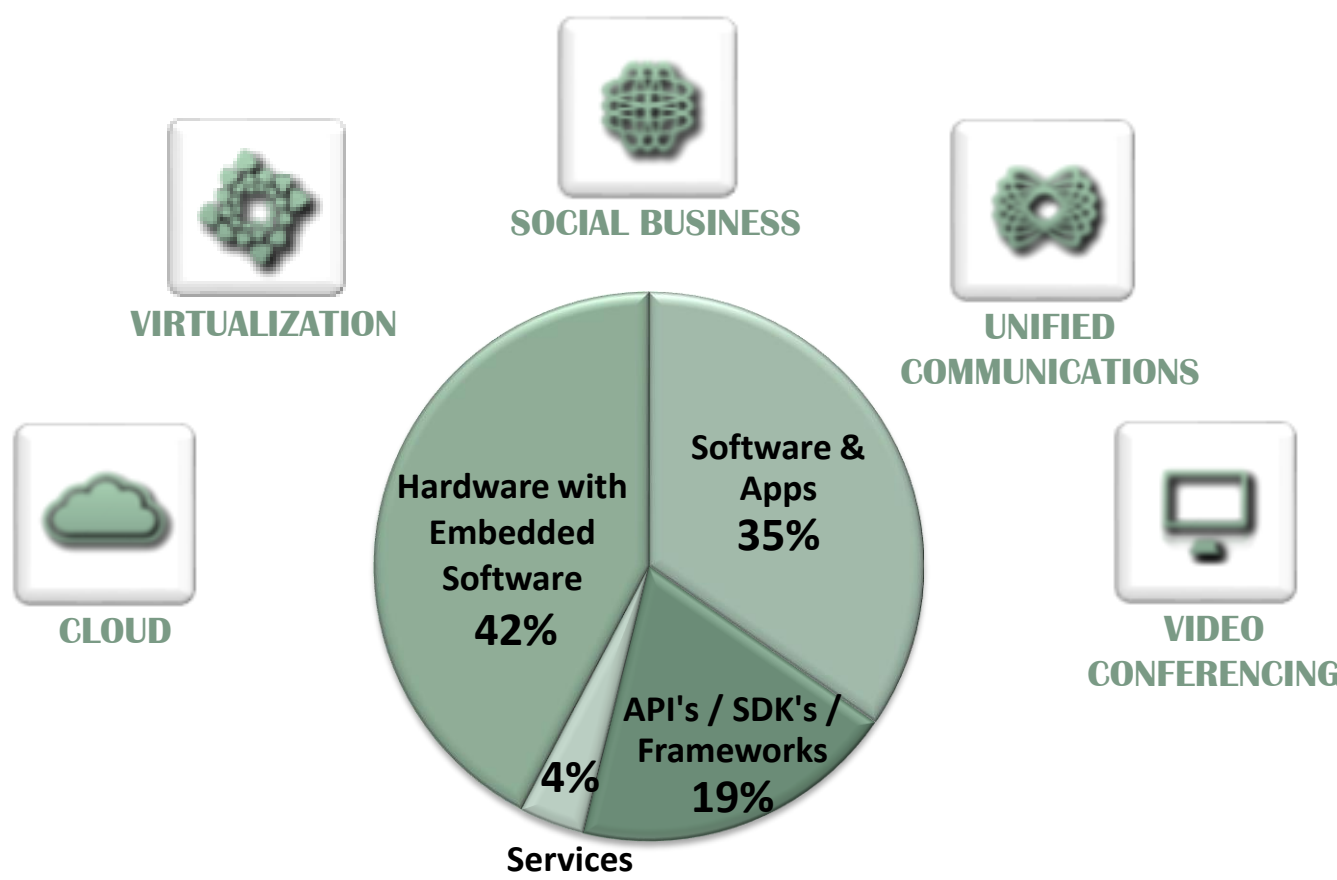 SOCIAL BUSINESS
VIRTUALIZATION
UNIFIED
COMMUNICATIONS
CLOUD
VIDEO
CONFERENCING
Hardware with
Embedded
Software
42%
Software &
Apps
35%
API's / SDK's /
Frameworks
19%
4%
Services